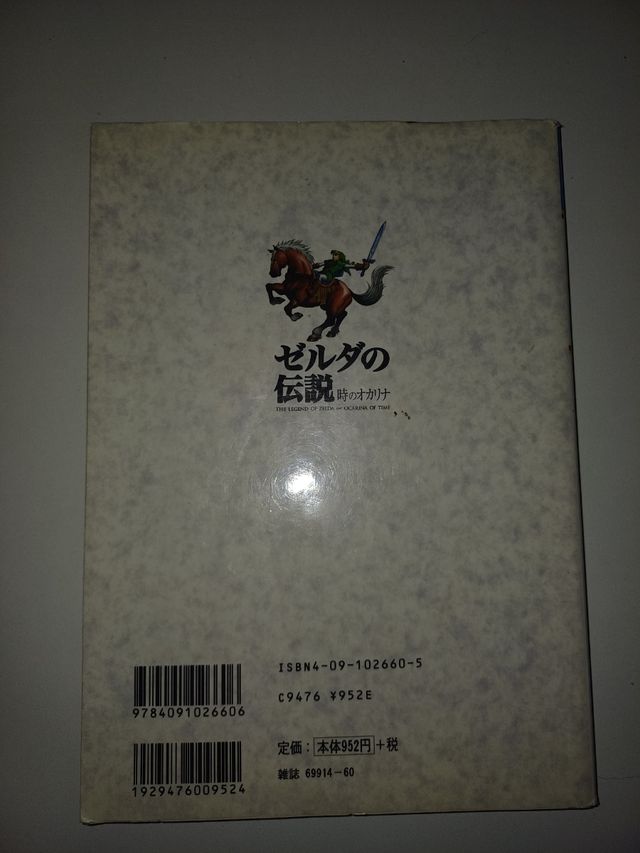 ゼルダの
伝説 時のオカリナ
THE LEGEND OF ZELDA THE OCARINA OF TIME
ISBN4-09-102660-5
C9476 ¥952E
9784091026606
定価：本体952円+税
雑誌 69914-60
1929476009524